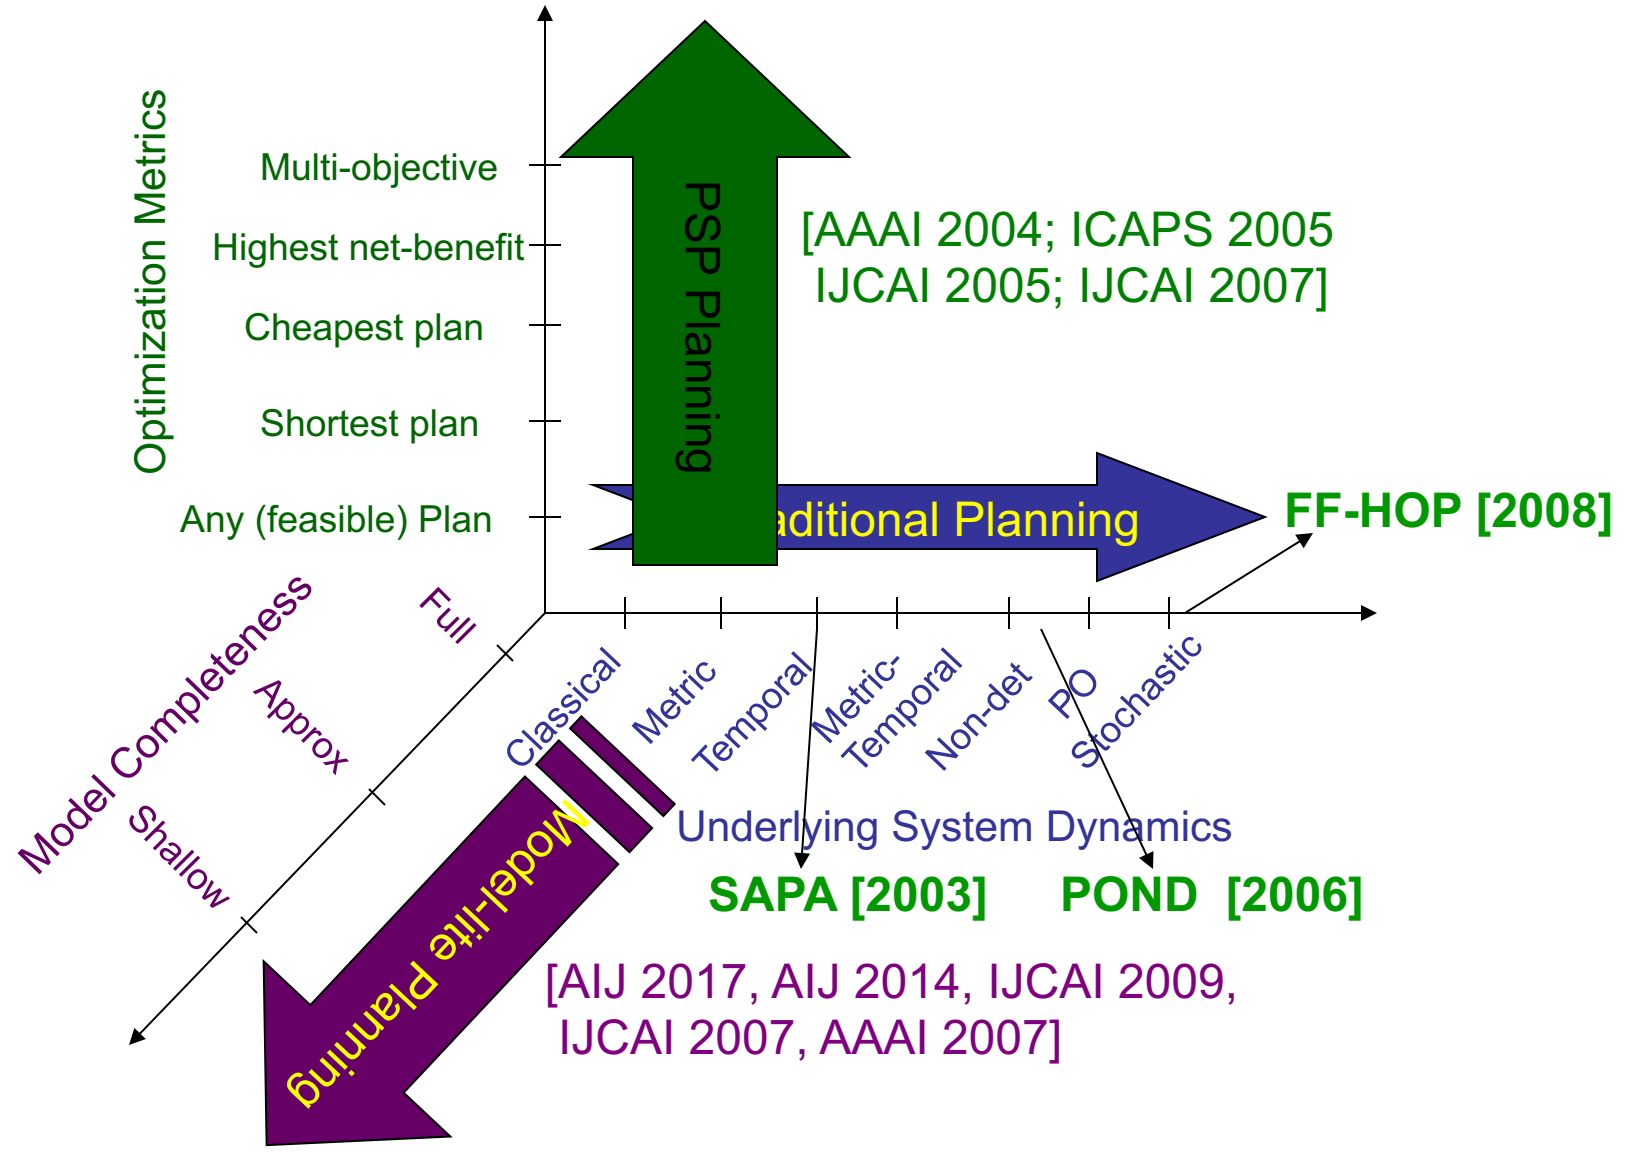 Optimization Metrics
Multi-objective
Highest net-benefit
Cheapest plan
Shortest plan
Any (feasible) Plan
PSP Planning
[AAAI 2004; ICAPS 2005
IJCAI 2005; IJCAI 2007]
aditional Planning
FF-HOP [2008]
Model Completeness
Full
Approx
Shallow
Classical
Metric
Temporal
Metric-
Temporal
Non-det
PO
Stochastic
Underlying System Dynamics
SAPA [2003]
POND [2006]
Model-lite Planning
[AIJ 2017, AIJ 2014, IJCAI 2009,
IJCAI 2007, AAAI 2007]